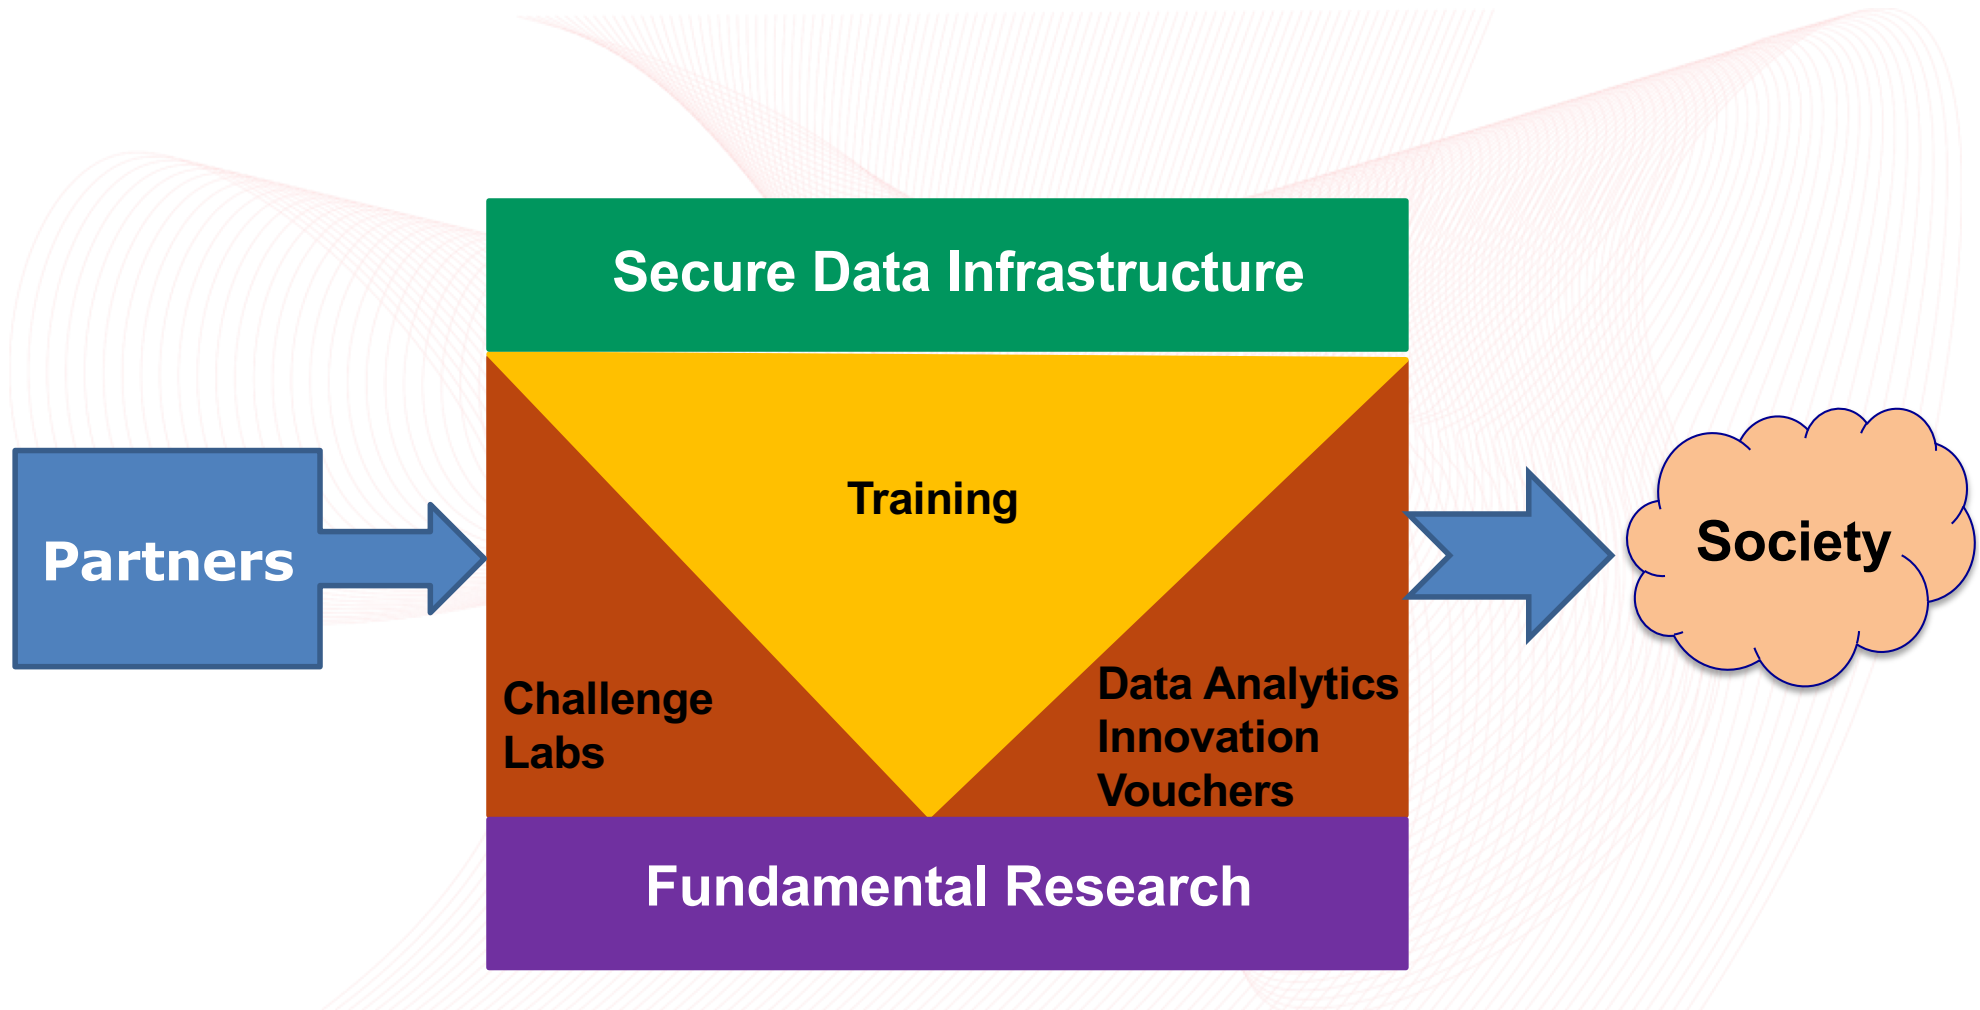 Secure Data Infrastructure
Training
Partners
Society
Challenge
Labs
Data Analytics
Innovation
Vouchers
Fundamental Research